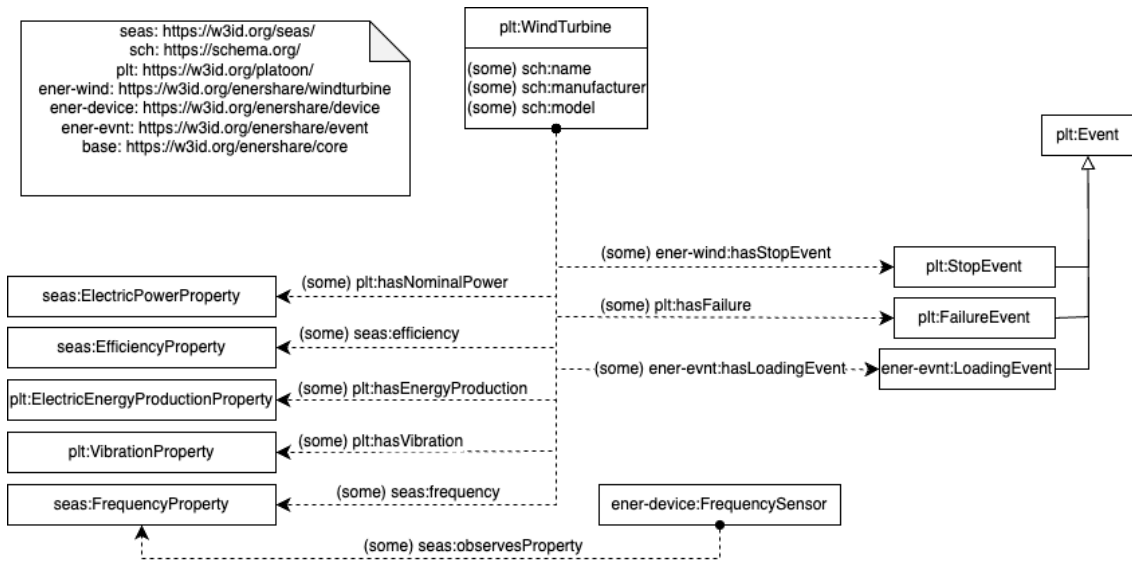 seas: https://w3id.org/seas/
sch: https://schema.org/
plt: https://w3id.org/platoon/
ener-wind: https://w3id.org/enershare/windturbine
ener-device: https://w3id.org/enershare/device
ener-evnt: https://w3id.org/enershare/event
base: https://w3id.org/enershare/core
plt:WindTurbine
(some) sch:name
(some) sch:manufacturer
(some) sch:model
plt:Event
(some) ener-wind:hasStopEvent
plt:StopEvent
(some) plt:hasFailure
plt:FailureEvent
(some) ener-evnt:hasLoadingEvent
ener-evnt:LoadingEvent
seas:ElectricPowerProperty
(some) plt:hasNominalPower
seas:EfficiencyProperty
(some) seas:efficiency
plt:ElectricEnergyProductionProperty
(some) plt:hasEnergyProduction
plt:VibrationProperty
(some) plt:hasVibration
seas:FrequencyProperty
(some) seas:frequency
ener-device:FrequencySensor
(some) seas:observesProperty